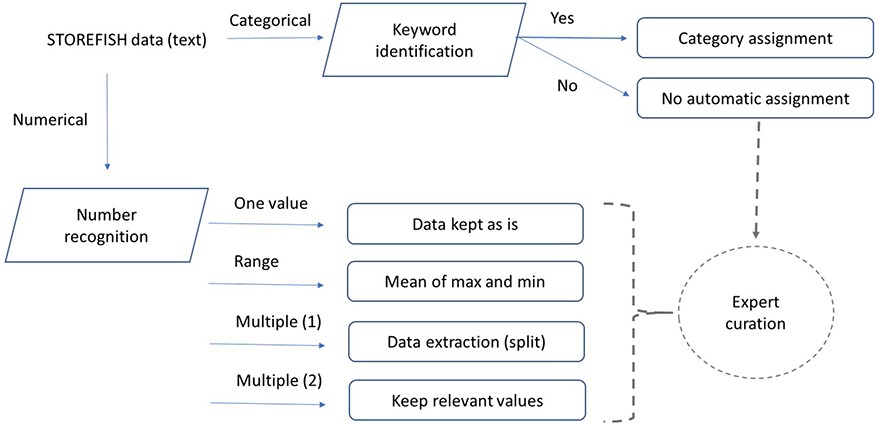 Categorical
Yes
STOREFISH data (text)
Keyword
identification
Category assignment
No
No automatic assignment
Numerical
Number
recognition
One value
Data kept as is
Range
Mean of max and min
Expert
curation
Multiple (1)
Data extraction (split)
Multiple (2)
Keep relevant values